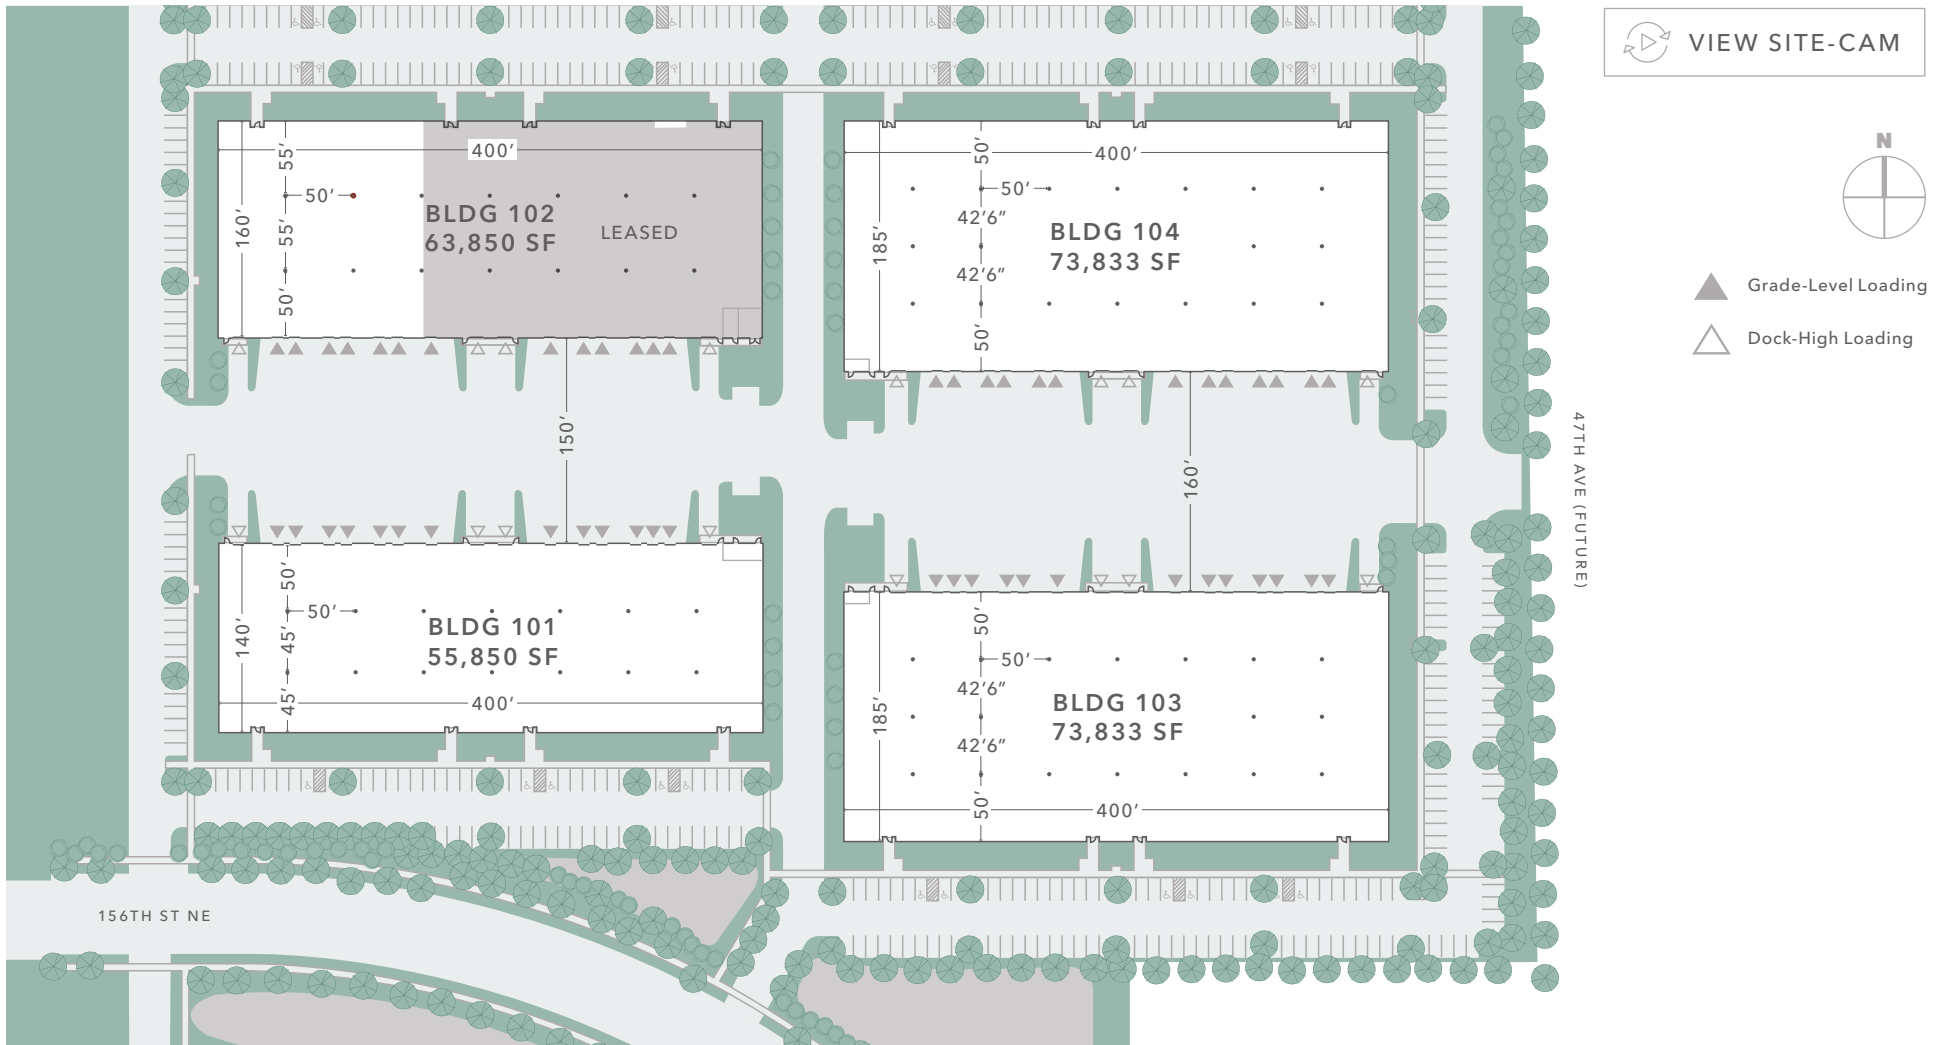 VIEW SITE-CAM
N
Grade-Level Loading
Dock-High Loading
400’
55’
50’
55’
160’
50’
BLDG 102
63,850 SF
LEASED
400’
50’
50’
42’6”
185’
42’6”
50’
BLDG 104
73,833 SF
150’
160’
47TH AVE (FUTURE)
50’
50’
45’
140’
45’
BLDG 101
55,850 SF
400’
50’
50’
42’6”
185’
42’6”
50’
BLDG 103
73,833 SF
400’
156TH ST NE